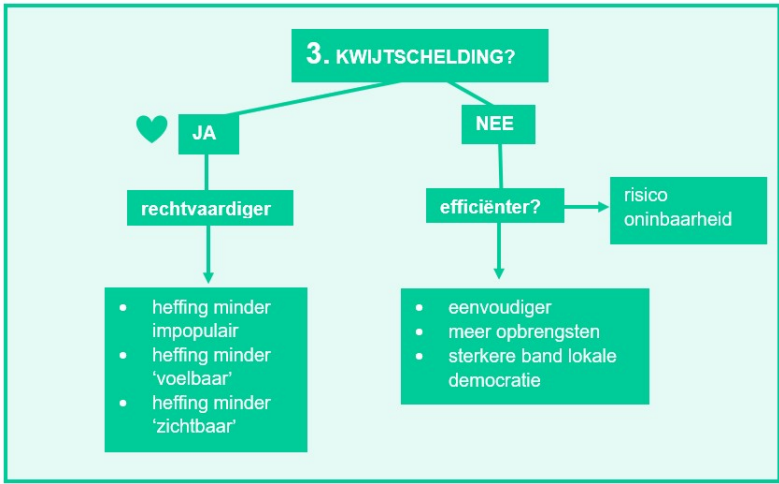 3. KWIJTSCHELDING?
JA
NEE
rechtvaardiger
efficiënter?
risico
oninbaarheid
• heffing minder
impopulair
• heffing minder
‘voelbaar’
• heffing minder
‘zichtbaar’
• eenvoudiger
• meer opbrengsten
• sterkere band lokale
democratie